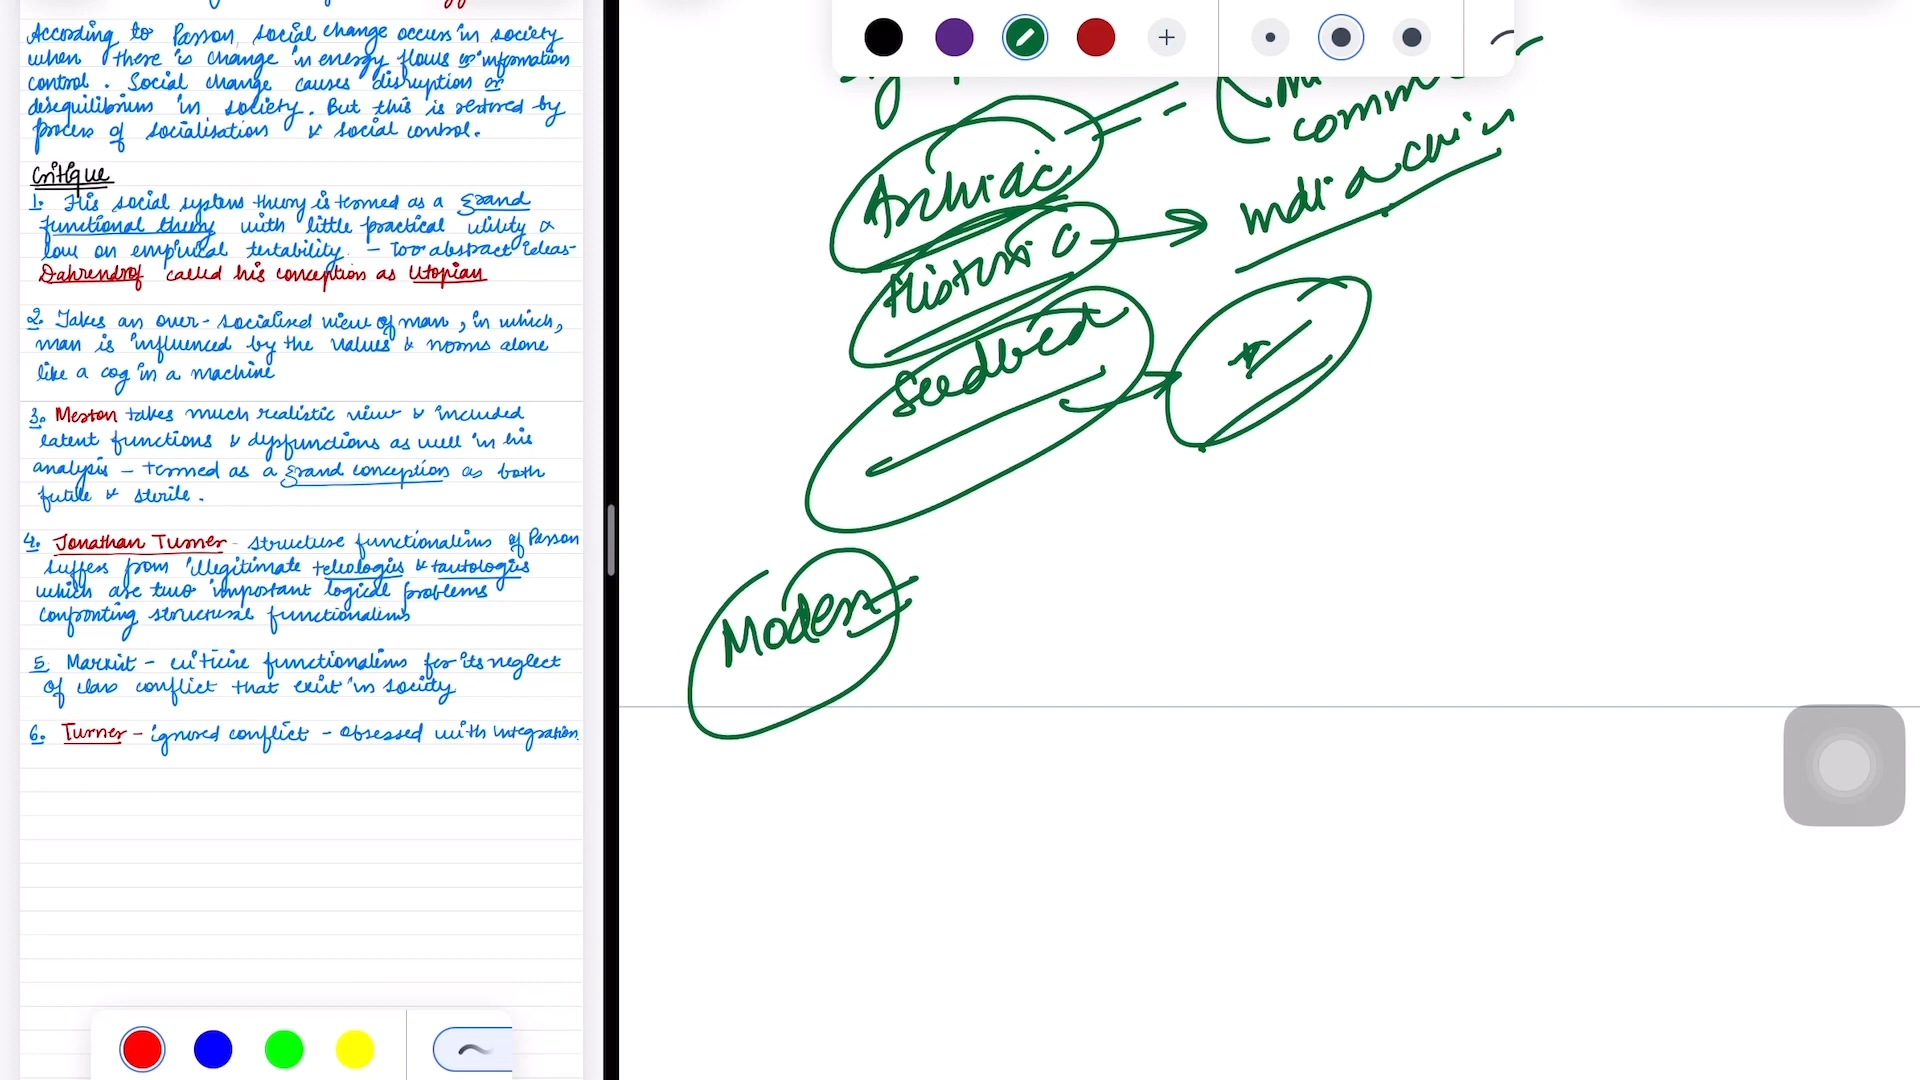 According to Parson, social change occurs in society
when there is change in energy flows or information
control. Social change causes disruption or
desequilibrium in society. But this is restored by
process of socialisation & social control.
Critique
1. His social system theory is termed as a grand
functional theory with little practical utility &
low on empirical testability. - Too abstract ideas-
Dahrendrof called his conception as Utopian
2. Takes an over-socialised view of man, in which,
man is influenced by the values & norms alone
like a cog in a machine
3. Merton takes much realistic view & included
latent functions & dysfunctions as well in his
analysis - termed as a grand conception as both
futile & sterile.
4. Jonathan Turner - structure functionalism of Parson
suffers from illegitimate teleologies & tautologies
which are two important logical problems
confronting structural functionalism
5 Marxist - criticise functionalism for its neglect
of class conflict that exist in society
6. Turner - ignored conflict - obsessed with integration.
comm
Archiac
Historic
India China
Seedbed
Modern